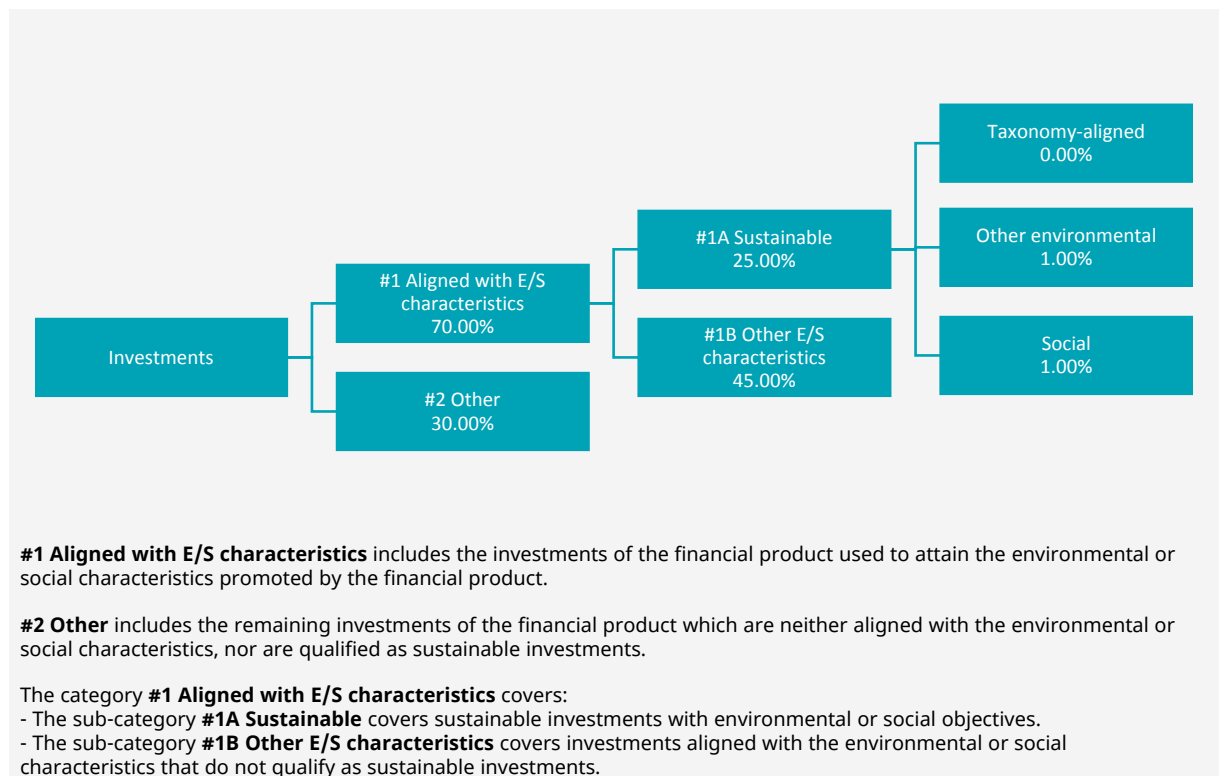 Taxonomy-aligned
0.00%
#1A Sustainable
25.00%
Other environmental
1.00%
#1 Aligned with E/S
characteristics
70.00%
Investments
#1B Other E/S
characteristics
45.00%
Social
1.00%
#2 Other
30.00%
#1 Aligned with E/S characteristics includes the investments of the financial product used to attain the environmental or
social characteristics promoted by the financial product.
#2 Other includes the remaining investments of the financial product which are neither aligned with the environmental or
social characteristics, nor are qualified as sustainable investments.
The category #1 Aligned with E/S characteristics covers:
- The sub-category #1A Sustainable covers sustainable investments with environmental or social objectives.
- The sub-category #1B Other E/S characteristics covers investments aligned with the environmental or social
characteristics that do not qualify as sustainable investments.